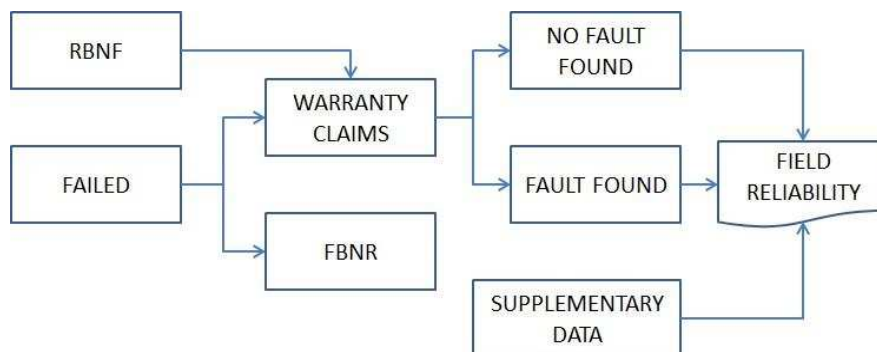 RBNF
NO FAULT
FOUND
WARRANTY
CLAIMS
FAILED
FAULT FOUND
FIELD
RELIABILITY
FBNR
SUPPLEMENTARY
DATA